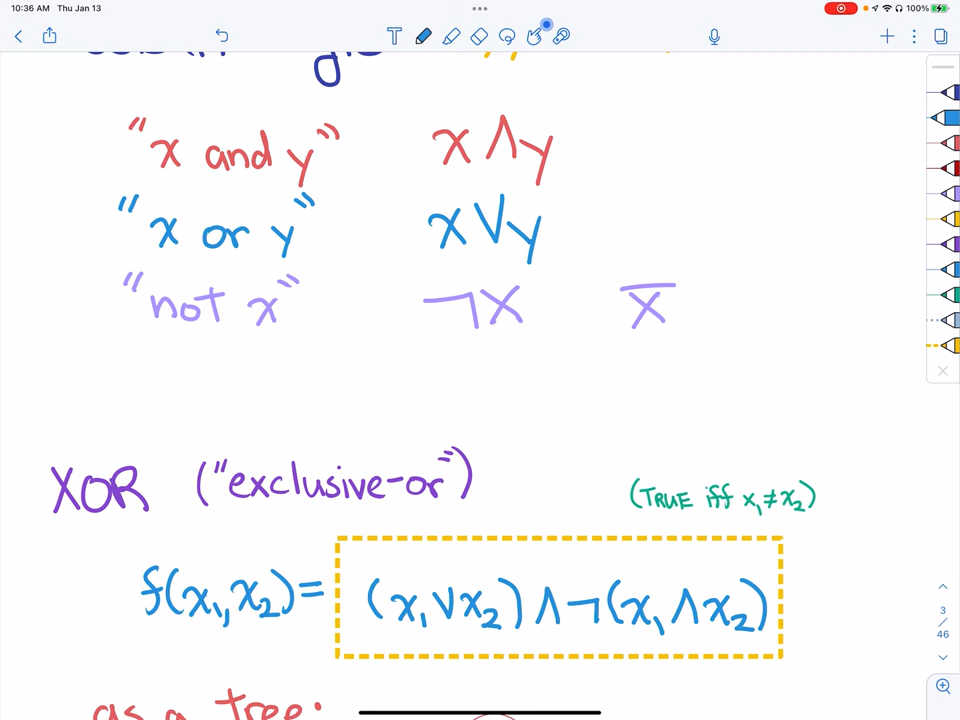 10:36 AM Thu Jan 13
100%
"x and y" x ∧ y
"x or y" x ∨ y
"not x" ¬x x̅
XOR ("exclusive-or")
(TRUE iff x₁≠x₂)
f(x₁,x₂)= (x₁∨x₂)∧¬(x₁∧x₂)
3
/
46
as a tree: